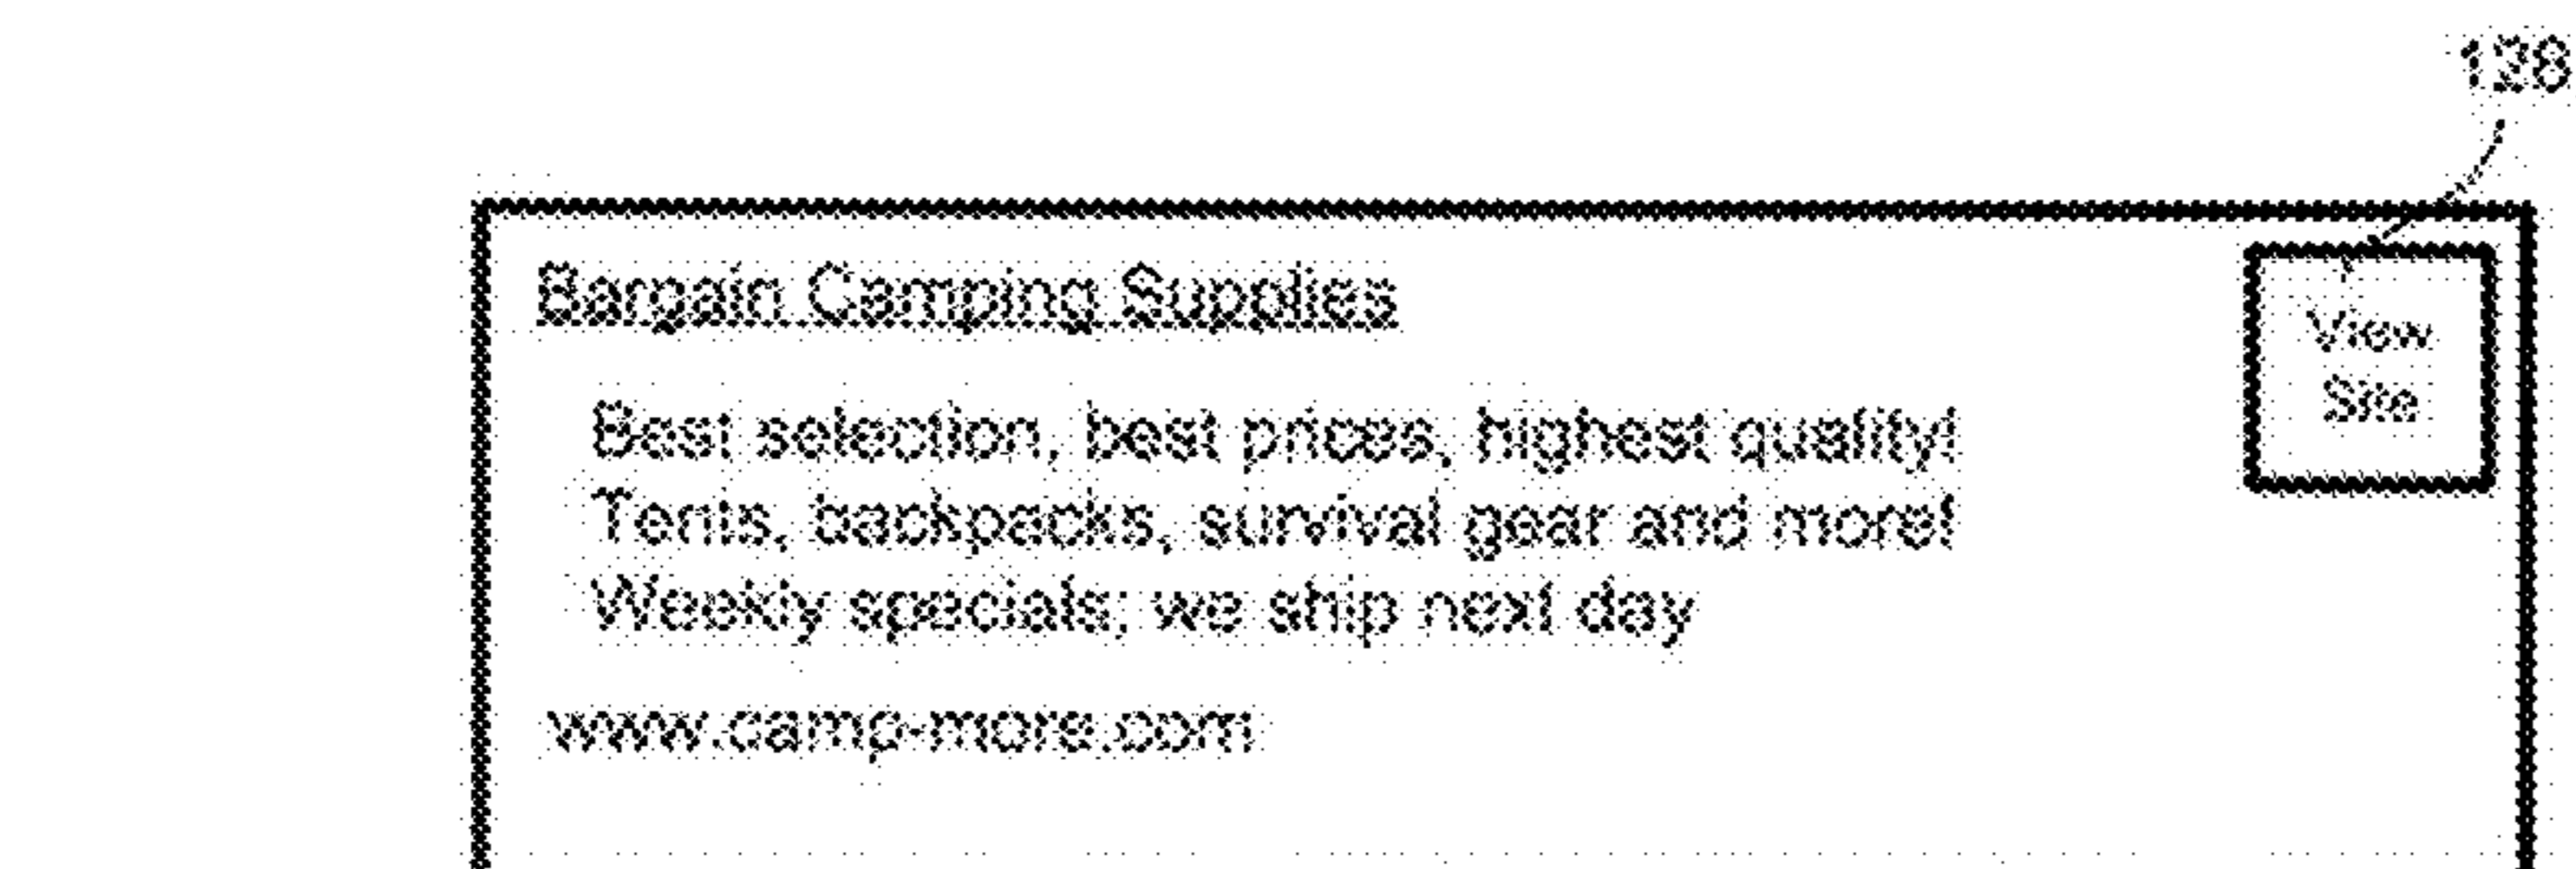 128
Bargain Camping Supplies
View
Site
Best selection, best prices, highest quality!
Tents, backpacks, survival gear and more!
Weekly specials; we ship next day
www.camp-more.com